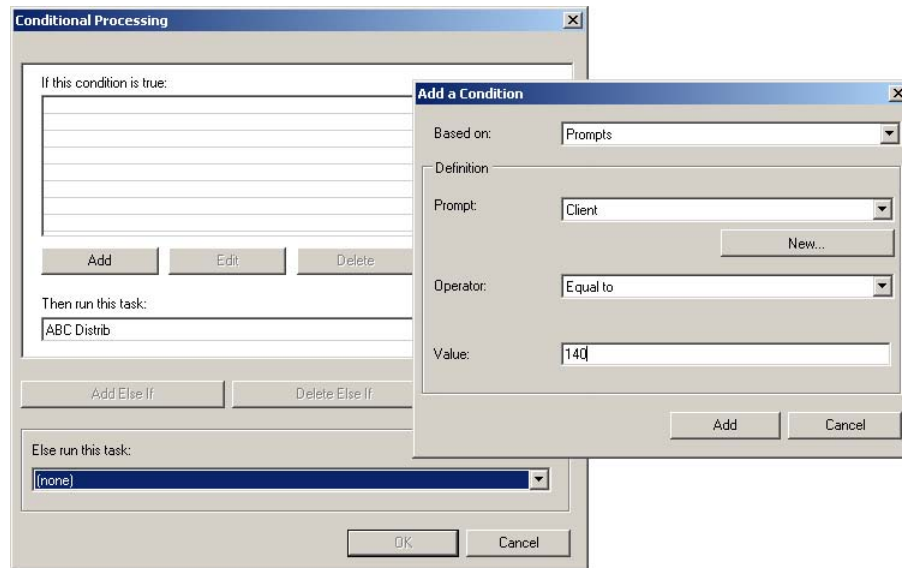 Conditional Processing
If this condition is true:
Add
Edit
Delete
Then run this task:
ABC Distrib
Add Else If
Delete Else If
Else run this task:
(none)
OK
Cancel
Add a Condition
Based on:
Prompts
Definition
Prompt:
Client
New...
Operator:
Equal to
Value:
140
Add
Cancel